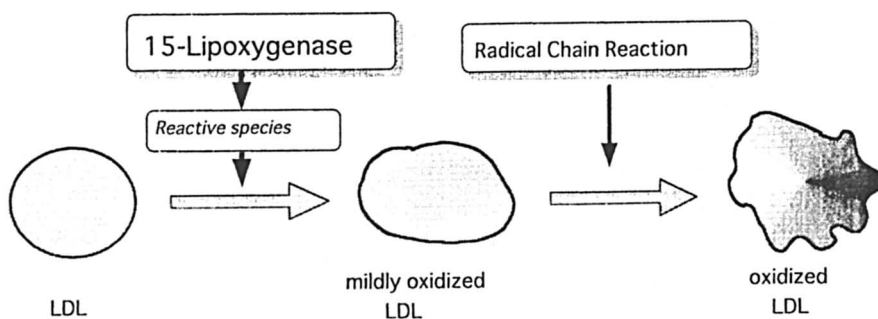 15-Lipoxygenase
Radical Chain Reaction
Reactive species
LDL
mildly oxidized
LDL
oxidized
LDL